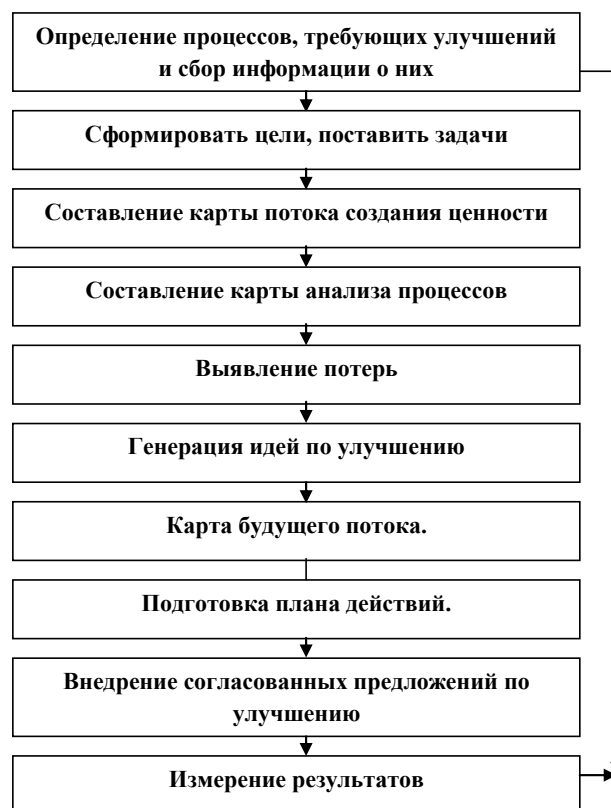 Определение процессов, требующих улучшений
и сбор информации о них
Сформировать цели, поставить задачи
Составление карты потока создания ценности
Составление карты анализа процессов
Выявление потерь
Генерация идей по улучшению
Карта будущего потока.
Подготовка плана действий.
Внедрение согласованных предложений по
улучшению
Измерение результатов